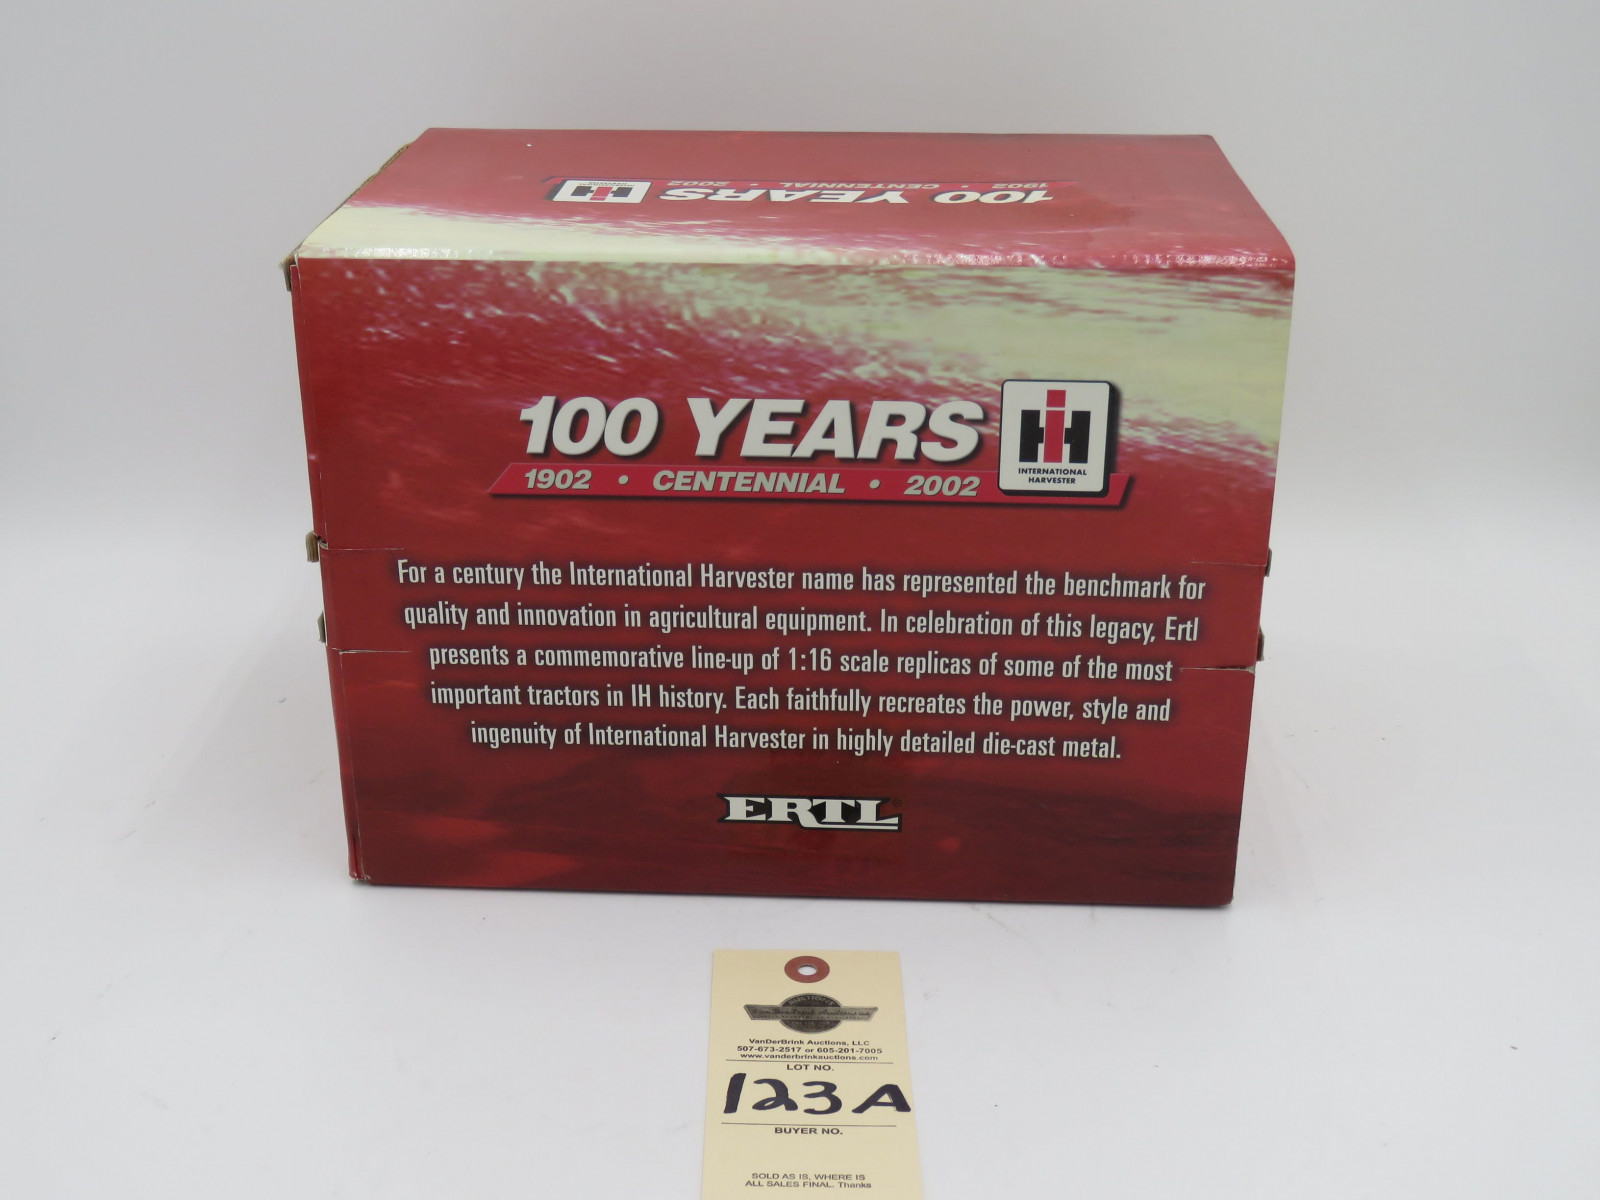 100 YEARS
1902 • CENTENNIAL • 2002
IH
100 YEARS
1902 • CENTENNIAL • 2002
IH
INTERNATIONAL
HARVESTER
For a century the International Harvester name has represented the benchmark for
quality and innovation in agricultural equipment. In celebration of this legacy, Ertl
presents a commemorative line-up of 1:16 scale replicas of some of the most
important tractors in IH history. Each faithfully recreates the power, style and
ingenuity of International Harvester in highly detailed die-cast metal.
ERTL®
VanDerBrink Auctions, LLC
507-673-2517 or 605-201-7005
www.vanderbrinkauctions.com
LOT NO.
123A
BUYER NO.
SOLD AS IS, WHERE IS
ALL SALES FINAL. Thanks